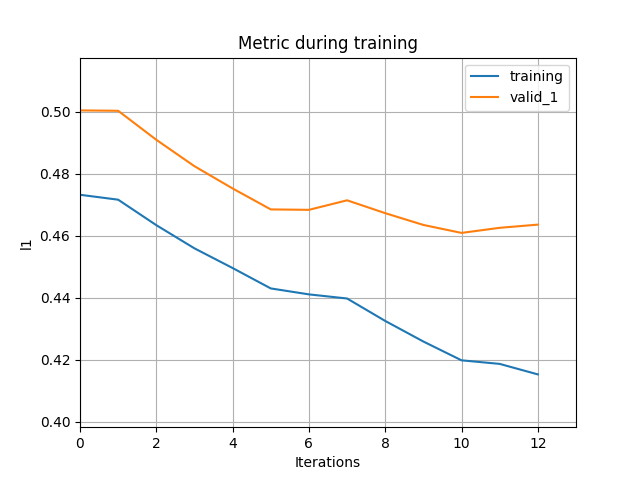 Metric during training
training
valid_1
0.50
0.48
0.46
0.44
0.42
0.40
l1
0 2 4 6 8 10 12
Iterations